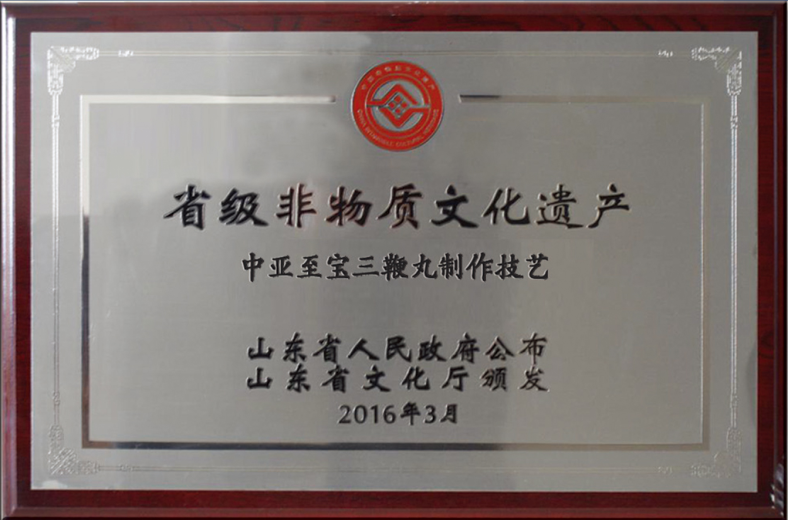 省级非物质文化遗产
中亚至宝三鞭丸制作技艺
山东省人民政府公布
山东省文化厅颁发
2016年3月